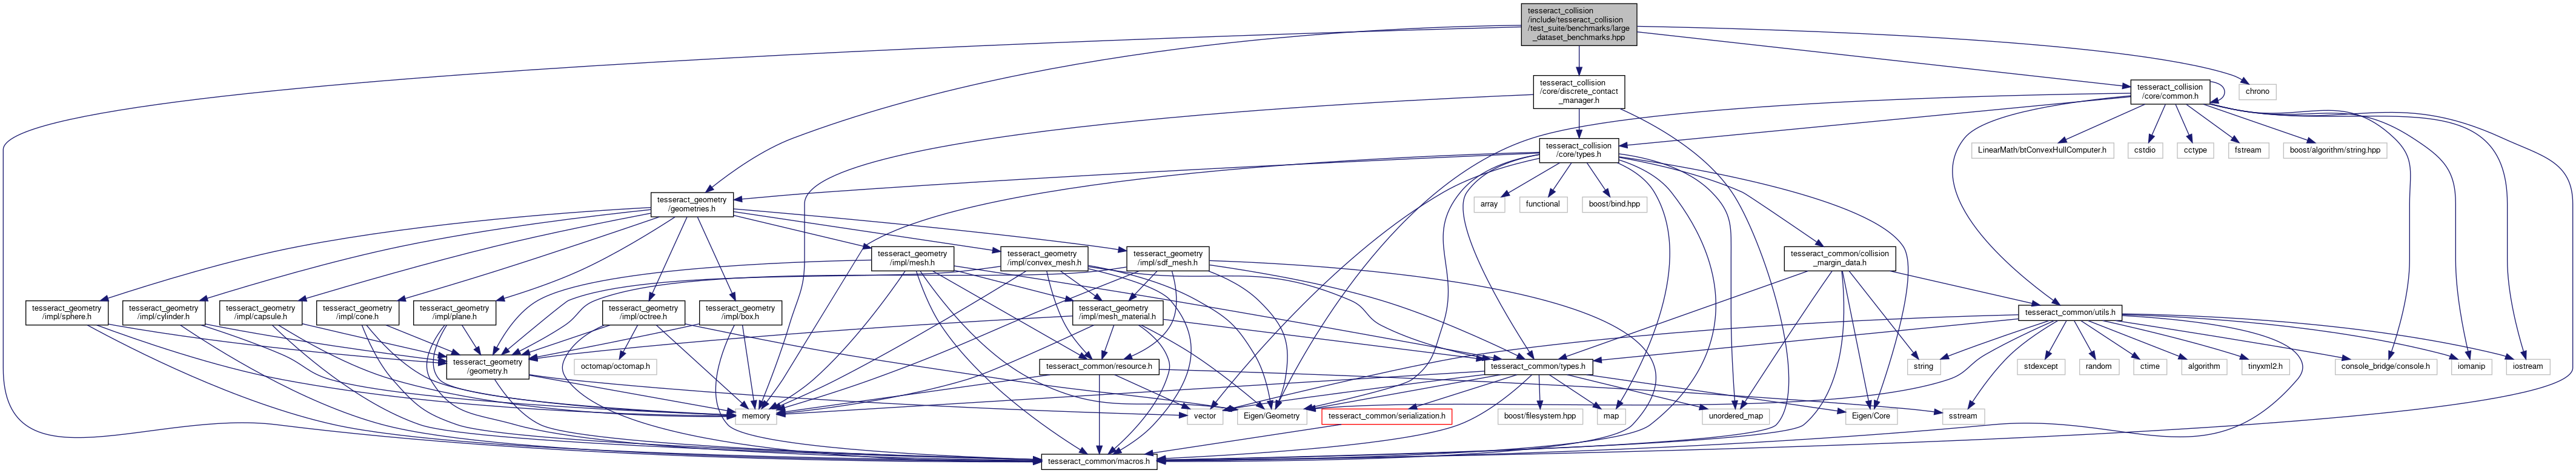 tesseract_collision
/include/tesseract_collision
/test_suite/benchmarks/large
_dataset_benchmarks.hpp
tesseract_collision
/core/discrete_contact
_manager.h
tesseract_collision
/core/common.h
chrono
tesseract_collision
/core/types.h
LinearMath/btConvexHullComputer.h
cstdio
cctype
fstream
boost/algorithm/string.hpp
tesseract_geometry
/geometries.h
array
functional
boost/bind.hpp
tesseract_geometry
/impl/mesh.h
tesseract_geometry
/impl/convex_mesh.h
tesseract_geometry
/impl/sdf_mesh.h
tesseract_common/collision
_margin_data.h
tesseract_geometry
/impl/sphere.h
tesseract_geometry
/impl/cylinder.h
tesseract_geometry
/impl/capsule.h
tesseract_geometry
/impl/cone.h
tesseract_geometry
/impl/plane.h
tesseract_geometry
/impl/octree.h
tesseract_geometry
/impl/box.h
tesseract_geometry
/impl/mesh_material.h
tesseract_common/utils.h
tesseract_geometry
/geometry.h
octomap/octomap.h
tesseract_common/resource.h
tesseract_common/types.h
string
stdexcept
random
ctime
algorithm
tinyxml2.h
console_bridge/console.h
iomanip
iostream
memory
vector
Eigen/Geometry
tesseract_common/serialization.h
boost/filesystem.hpp
map
unordered_map
Eigen/Core
sstream
tesseract_common/macros.h